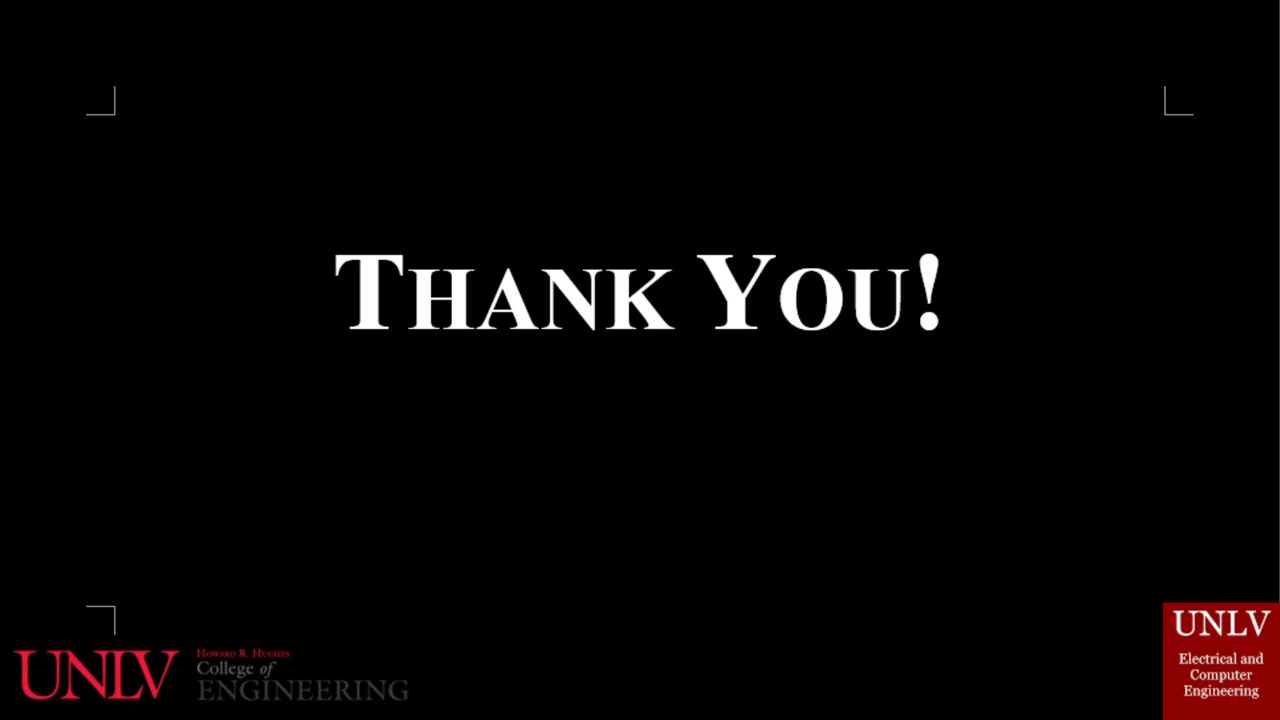 THANK YOU!
UNLV
HOWARD R. HUGHES
College of
ENGINEERING
UNLV
Electrical and
Computer
Engineering